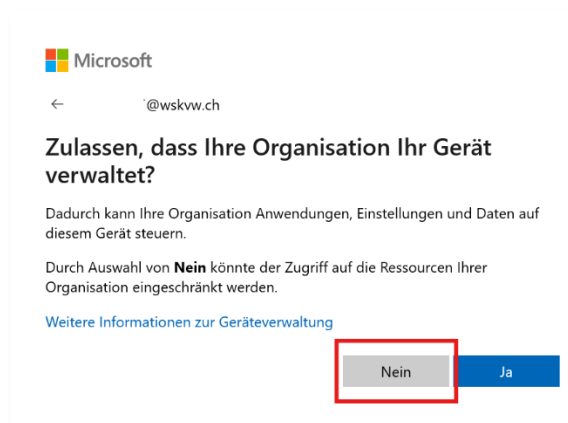 Microsoft
← @wskvw.ch
Zulassen, dass Ihre Organisation Ihr Gerät
verwaltet?
Dadurch kann Ihre Organisation Anwendungen, Einstellungen und Daten auf
diesem Gerät steuern.
Durch Auswahl von Nein könnte der Zugriff auf die Ressourcen Ihrer
Organisation eingeschränkt werden.
Weitere Informationen zur Geräteverwaltung
Nein Ja